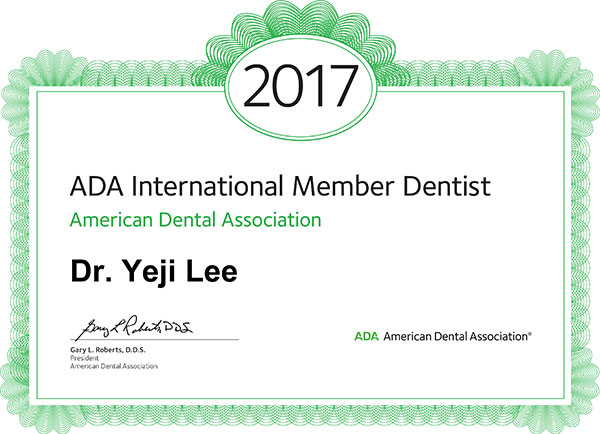 2017
ADA International Member Dentist
American Dental Association
Dr. Yeji Lee
Gary L Roberts, DDS
Gary L. Roberts, D.D.S.
President
American Dental Association
ADA American Dental Association®